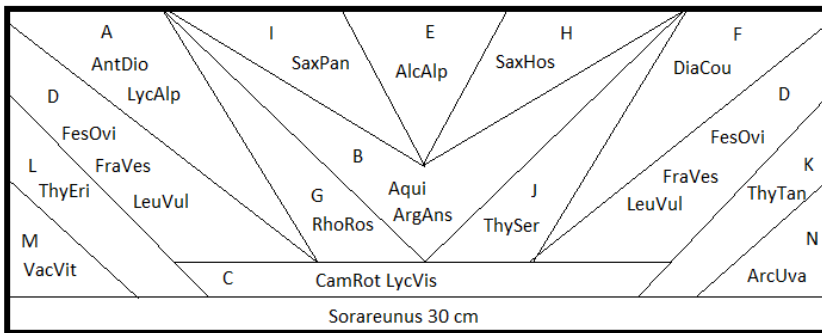 A
AntDio
LycAlp
I
SaxPan
E
AlcAlp
H
SaxHos
F
DiaCou
D
FesOvi
FraVes
LeuVul
B
Aqui
ArgAns
D
FesOvi
FraVes
LeuVul
L
ThyEri
G
RhoRos
J
ThySer
K
ThyTan
M
VacVit
C
CamRot LycVis
N
ArcUva
Sorareunus 30 cm